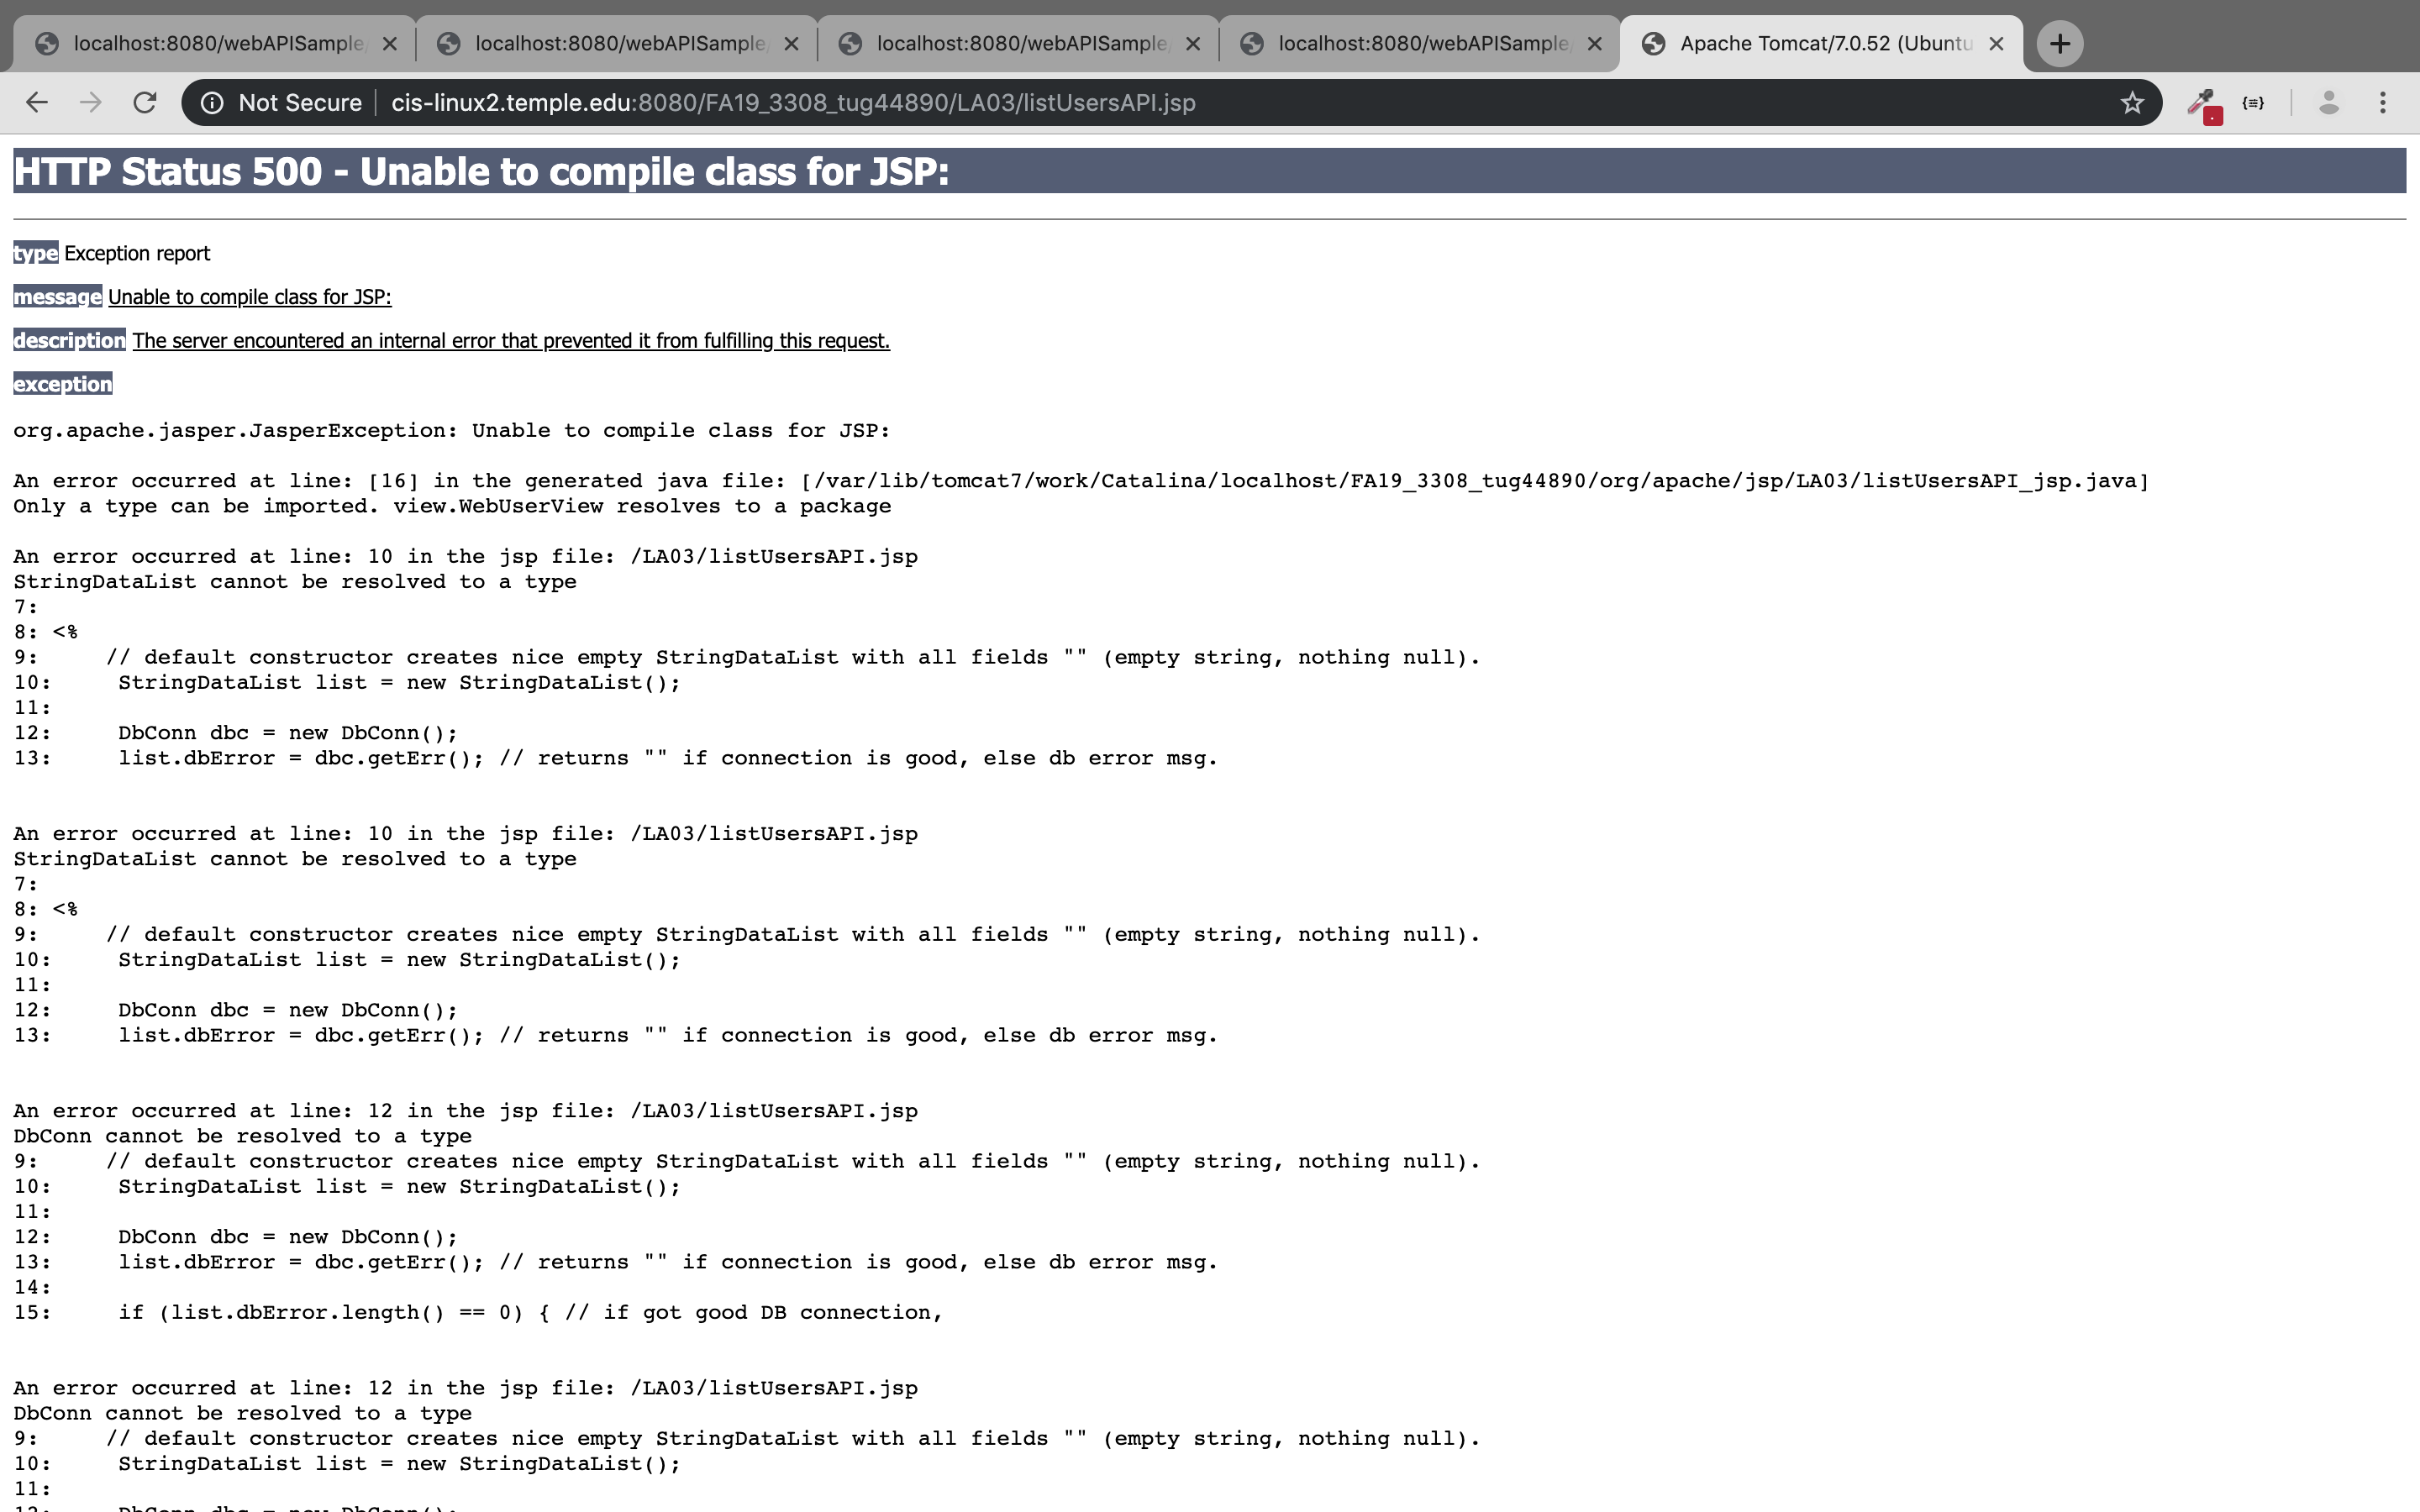 localhost:8080/webAPISample
localhost:8080/webAPISample
localhost:8080/webAPISample
localhost:8080/webAPISample
Apache Tomcat/7.0.52 (Ubuntu
Not Secure | cis-linux2.temple.edu:8080/FA19_3308_tug44890/LA03/listUsersAPI.jsp
HTTP Status 500 - Unable to compile class for JSP:
type Exception report
message Unable to compile class for JSP:
description The server encountered an internal error that prevented it from fulfilling this request.
exception
org.apache.jasper.JasperException: Unable to compile class for JSP:
An error occurred at line: [16] in the generated java file: [/var/lib/tomcat7/work/Catalina/localhost/FA19_3308_tug44890/org/apache/jsp/LA03/listUsersAPI_jsp.java]
Only a type can be imported. view.WebUserView resolves to a package
An error occurred at line: 10 in the jsp file: /LA03/listUsersAPI.jsp
StringDataList cannot be resolved to a type
7:
8: <%
9:     // default constructor creates nice empty StringDataList with all fields "" (empty string, nothing null).
10:     StringDataList list = new StringDataList();
11:
12:     DbConn dbc = new DbConn();
13:     list.dbError = dbc.getErr(); // returns "" if connection is good, else db error msg.
An error occurred at line: 10 in the jsp file: /LA03/listUsersAPI.jsp
StringDataList cannot be resolved to a type
7:
8: <%
9:     // default constructor creates nice empty StringDataList with all fields "" (empty string, nothing null).
10:     StringDataList list = new StringDataList();
11:
12:     DbConn dbc = new DbConn();
13:     list.dbError = dbc.getErr(); // returns "" if connection is good, else db error msg.
An error occurred at line: 12 in the jsp file: /LA03/listUsersAPI.jsp
DbConn cannot be resolved to a type
9:     // default constructor creates nice empty StringDataList with all fields "" (empty string, nothing null).
10:     StringDataList list = new StringDataList();
11:
12:     DbConn dbc = new DbConn();
13:     list.dbError = dbc.getErr(); // returns "" if connection is good, else db error msg.
14:
15:     if (list.dbError.length() == 0) { // if got good DB connection,
An error occurred at line: 12 in the jsp file: /LA03/listUsersAPI.jsp
DbConn cannot be resolved to a type
9:     // default constructor creates nice empty StringDataList with all fields "" (empty string, nothing null).
10:     StringDataList list = new StringDataList();
11:
12:     DbConn dbc = new DbConn();